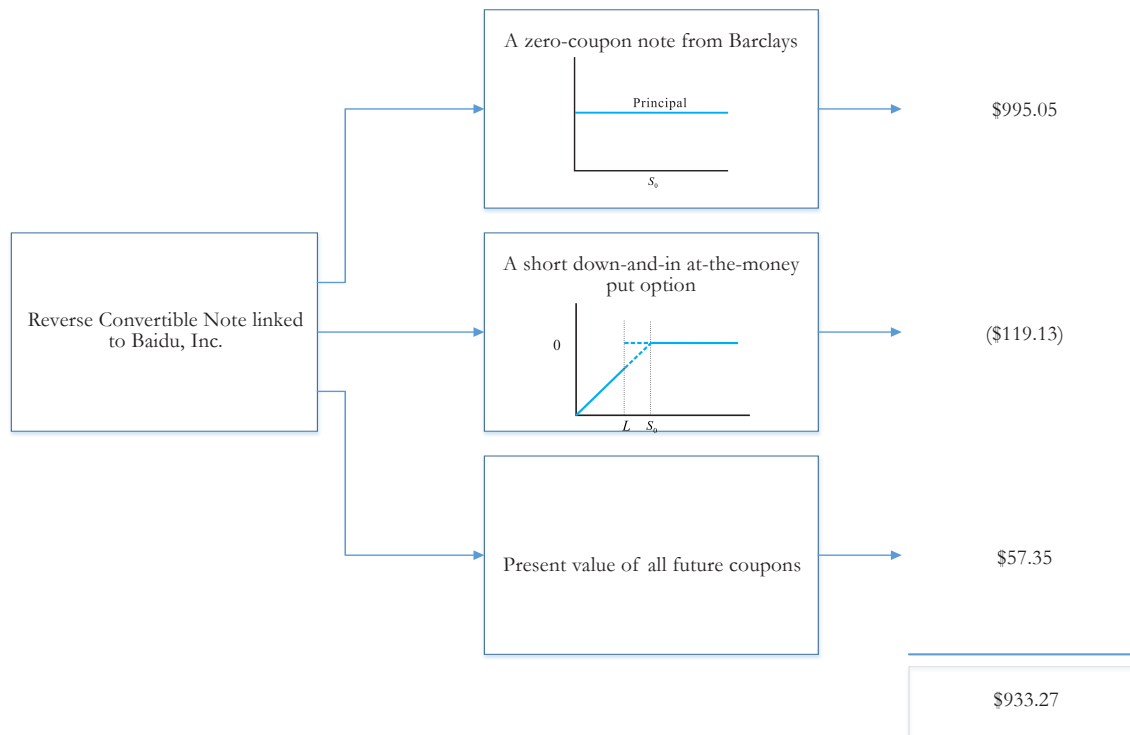 A zero-coupon note from Barclays
Principal
S₀
$995.05
Reverse Convertible Note linked
to Baidu, Inc.
A short down-and-in at-the-money
put option
0
L S₀
($119.13)
Present value of all future coupons
$57.35
$933.27